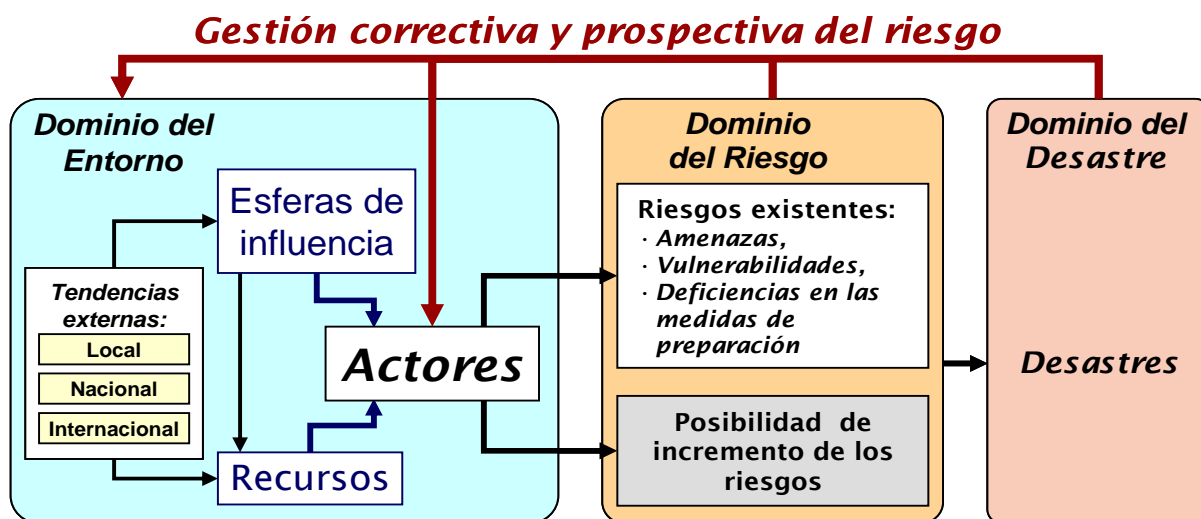 Gestión correctiva y prospectiva del riesgo
Dominio del
Entorno
Esferas de
influencia
Tendencias
externas:
Local
Nacional
Internacional
Actores
Recursos
Dominio
del Riesgo
Riesgos existentes:
· Amenazas,
· Vulnerabilidades,
· Deficiencias en las
medidas de
preparación
Posibilidad de
incremento de los
riesgos
Dominio del
Desastre
Desastres